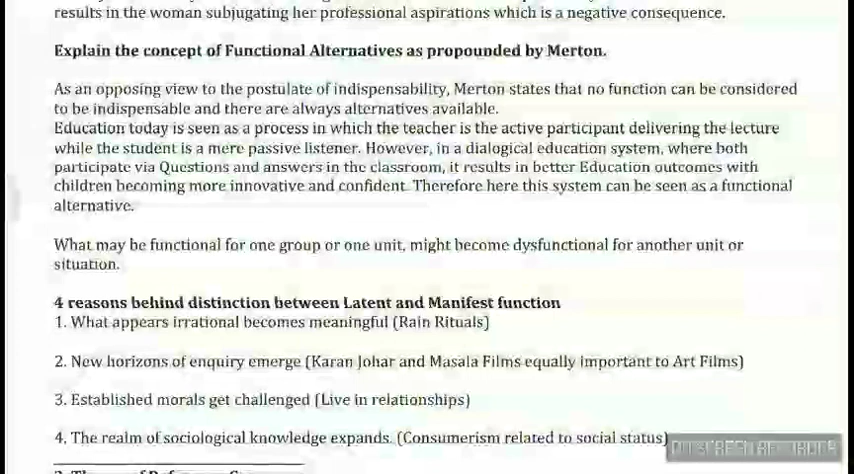 results in the woman subjugating her professional aspirations which is a negative consequence.
Explain the concept of Functional Alternatives as propounded by Merton.
As an opposing view to the postulate of indispensability, Merton states that no function can be considered
to be indispensable and there are always alternatives available.
Education today is seen as a process in which the teacher is the active participant delivering the lecture
while the student is a mere passive listener. However, in a dialogical education system, where both
participate via Questions and answers in the classroom, it results in better Education outcomes with
children becoming more innovative and confident. Therefore here this system can be seen as a functional
alternative.
What may be functional for one group or one unit, might become dysfunctional for another unit or
situation.
4 reasons behind distinction between Latent and Manifest function
1. What appears irrational becomes meaningful (Rain Rituals)
2. New horizons of enquiry emerge (Karan Johar and Masala Films equally important to Art Films)
3. Established morals get challenged (Live in relationships)
4. The realm of sociological knowledge expands. (Consumerism related to social status)
SCREEN RECORDER